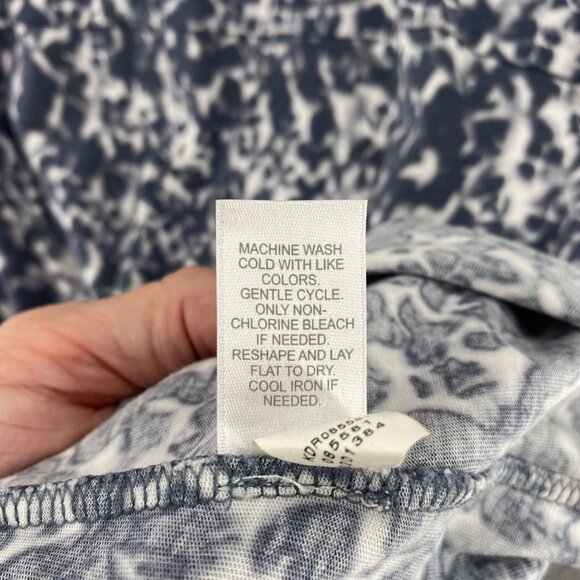 MACHINE WASH
COLD WITH LIKE
COLORS.
GENTLE CYCLE.
ONLY NON-
CHLORINE BLEACH
IF NEEDED.
RESHAPE AND LAY
FLAT TO DRY.
COOL IRON IF
NEEDED.